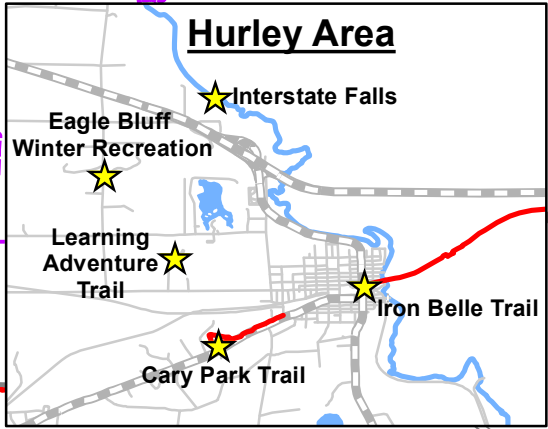 Hurley Area
Interstate Falls
Eagle Bluff
Winter Recreation
Learning
Adventure
Trail
Iron Belle Trail
Cary Park Trail